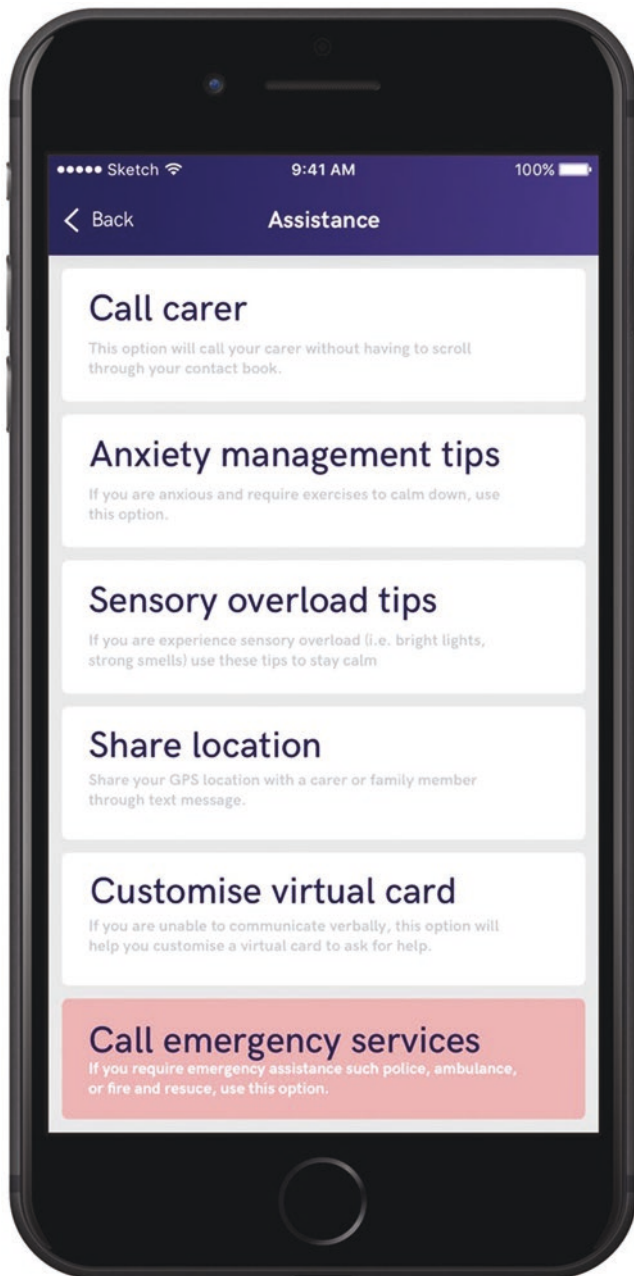 Sketch 9:41 AM 100%
Back Assistance
Call carer
This option will call your carer without having to scroll
through your contact book.
Anxiety management tips
If you are anxious and require exercises to calm down, use
this option.
Sensory overload tips
If you are experience sensory overload (i.e. bright lights,
strong smells) use these tips to stay calm
Share location
Share your GPS location with a carer or family member
through text message.
Customise virtual card
If you are unable to communicate verbally, this option will
help you customise a virtual card to ask for help.
Call emergency services
If you require emergency assistance such police, ambulance,
or fire and resuce, use this option.